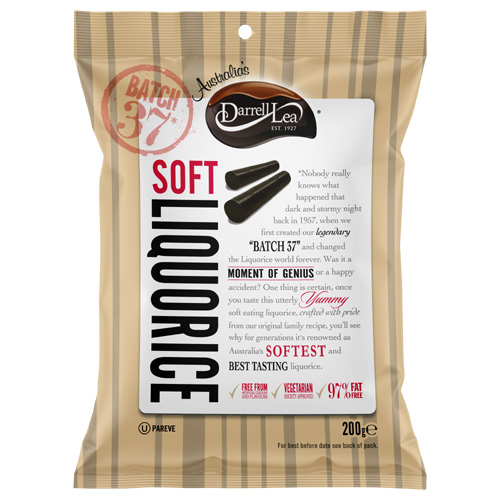 BATCH
37*
Australia's
Darrell Lea
EST. 1927
SOFT
LIQUORICE
*Nobody really
knows what
happened that
dark and stormy night
back in 1957, when we
first created our legendary
"BATCH 37" and changed
the Liquorice world forever. Was it a
MOMENT OF GENIUS or a happy
accident? One thing is certain, once
you taste this utterly Yummy
soft eating liquorice, crafted with pride
from our original family recipe, you'll see
why for generations it's renowned as
Australia's SOFTEST and
BEST TASTING liquorice.
FREE FROM
ARTIFICIAL COLOURS
AND FLAVOURS
VEGETARIAN
SOCIETY APPROVED
97% FAT
FREE
U PAREVE
200g℮
For best before date see back of pack.